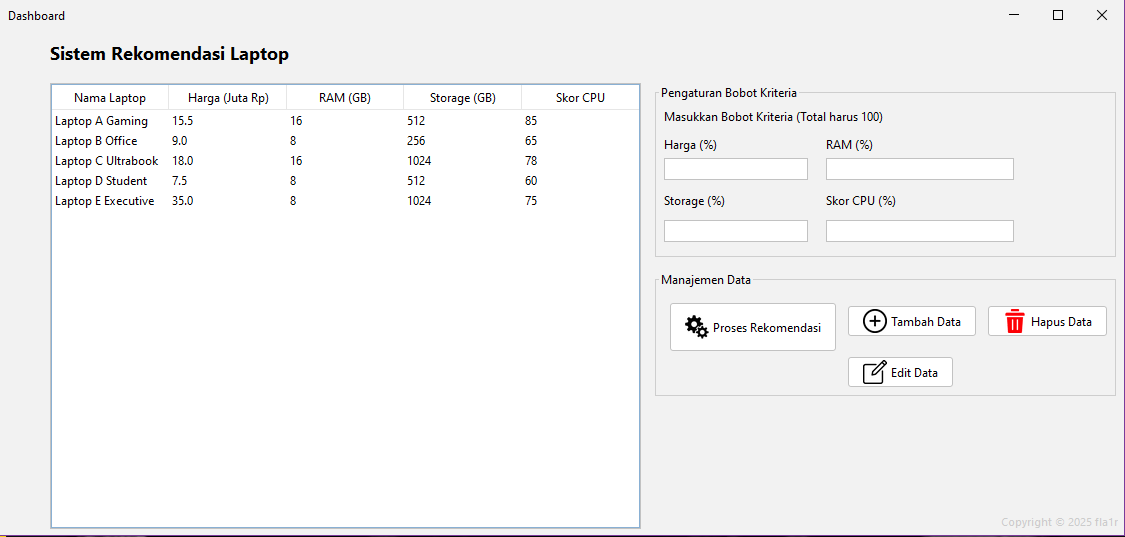 Dashboard
Sistem Rekomendasi Laptop
Nama Laptop Harga (Juta Rp) RAM (GB) Storage (GB) Skor CPU
Laptop A Gaming 15.5 16 512 85
Laptop B Office 9.0 8 256 65
Laptop C Ultrabook 18.0 16 1024 78
Laptop D Student 7.5 8 512 60
Laptop E Executive 35.0 8 1024 75
Pengaturan Bobot Kriteria
Masukkan Bobot Kriteria (Total harus 100)
Harga (%) RAM (%)
Storage (%) Skor CPU (%)
Manajemen Data
Proses Rekomendasi Tambah Data Hapus Data
Edit Data
Copyright © 2025 fla1r